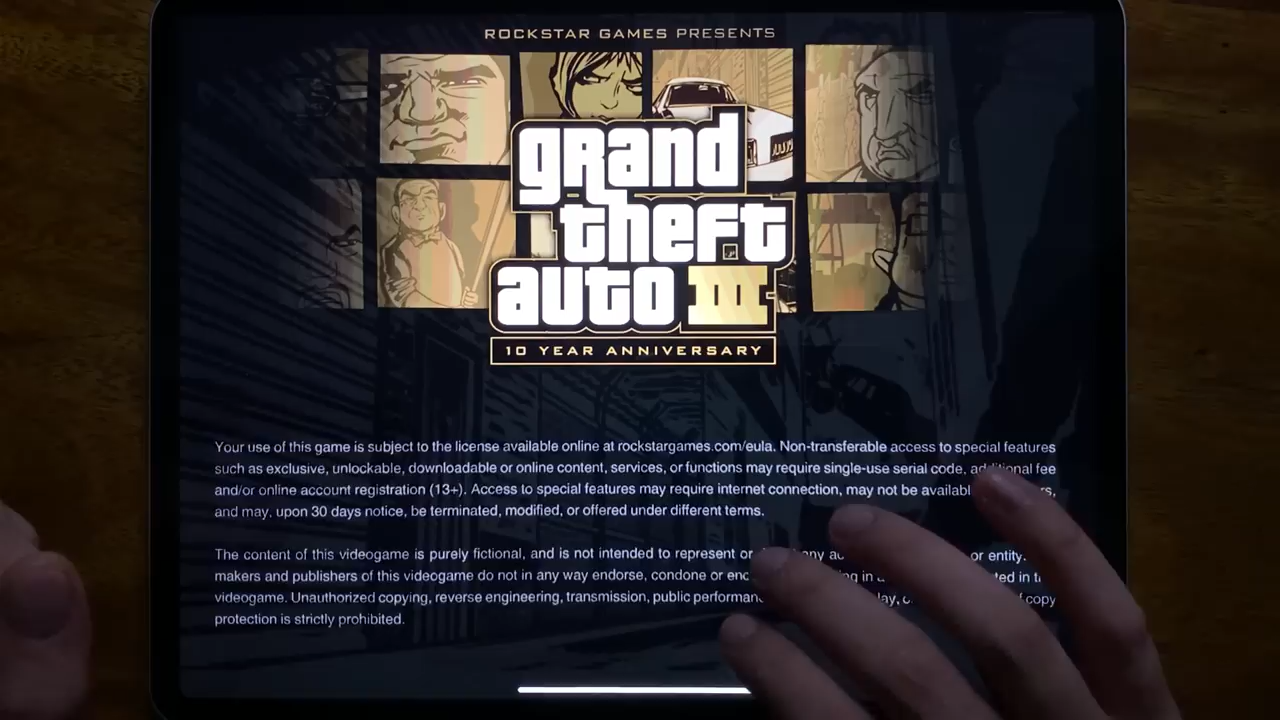 ROCKSTAR GAMES PRESENTS
grand
theft
auto III
10 YEAR ANNIVERSARY
Your use of this game is subject to the license available online at rockstargames.com/eula. Non-transferable access to special features
such as exclusive, unlockable, downloadable or online content, services, or functions may require single-use serial code, additional fee
and/or online account registration (13+). Access to special features may require internet connection, may not be
and may, upon 30 days notice, be terminated, modified, or offered under different terms.
The content of this videogame is purely fictional, and is not intended to represent or any or entity.
makers and publishers of this videogame do not in any way endorse, condone or in
videogame. Unauthorized copying, reverse engineering, transmission, public of copy
protection is strictly prohibited.